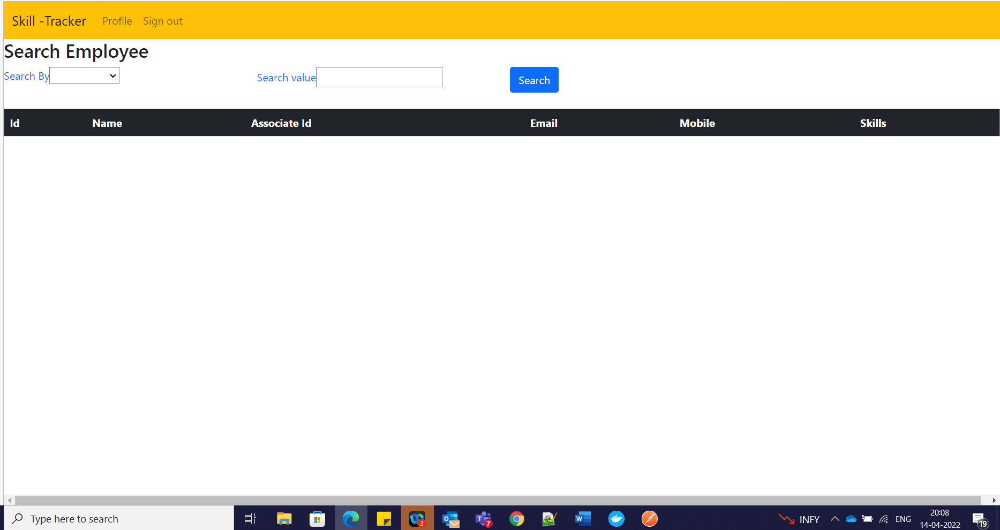 Skill -Tracker Profile Sign out
Search Employee
Search By Search value Search
Id Name Associate Id Email Mobile Skills
Type here to search 3 7 INFY ENG 20:08
14-04-2022 19